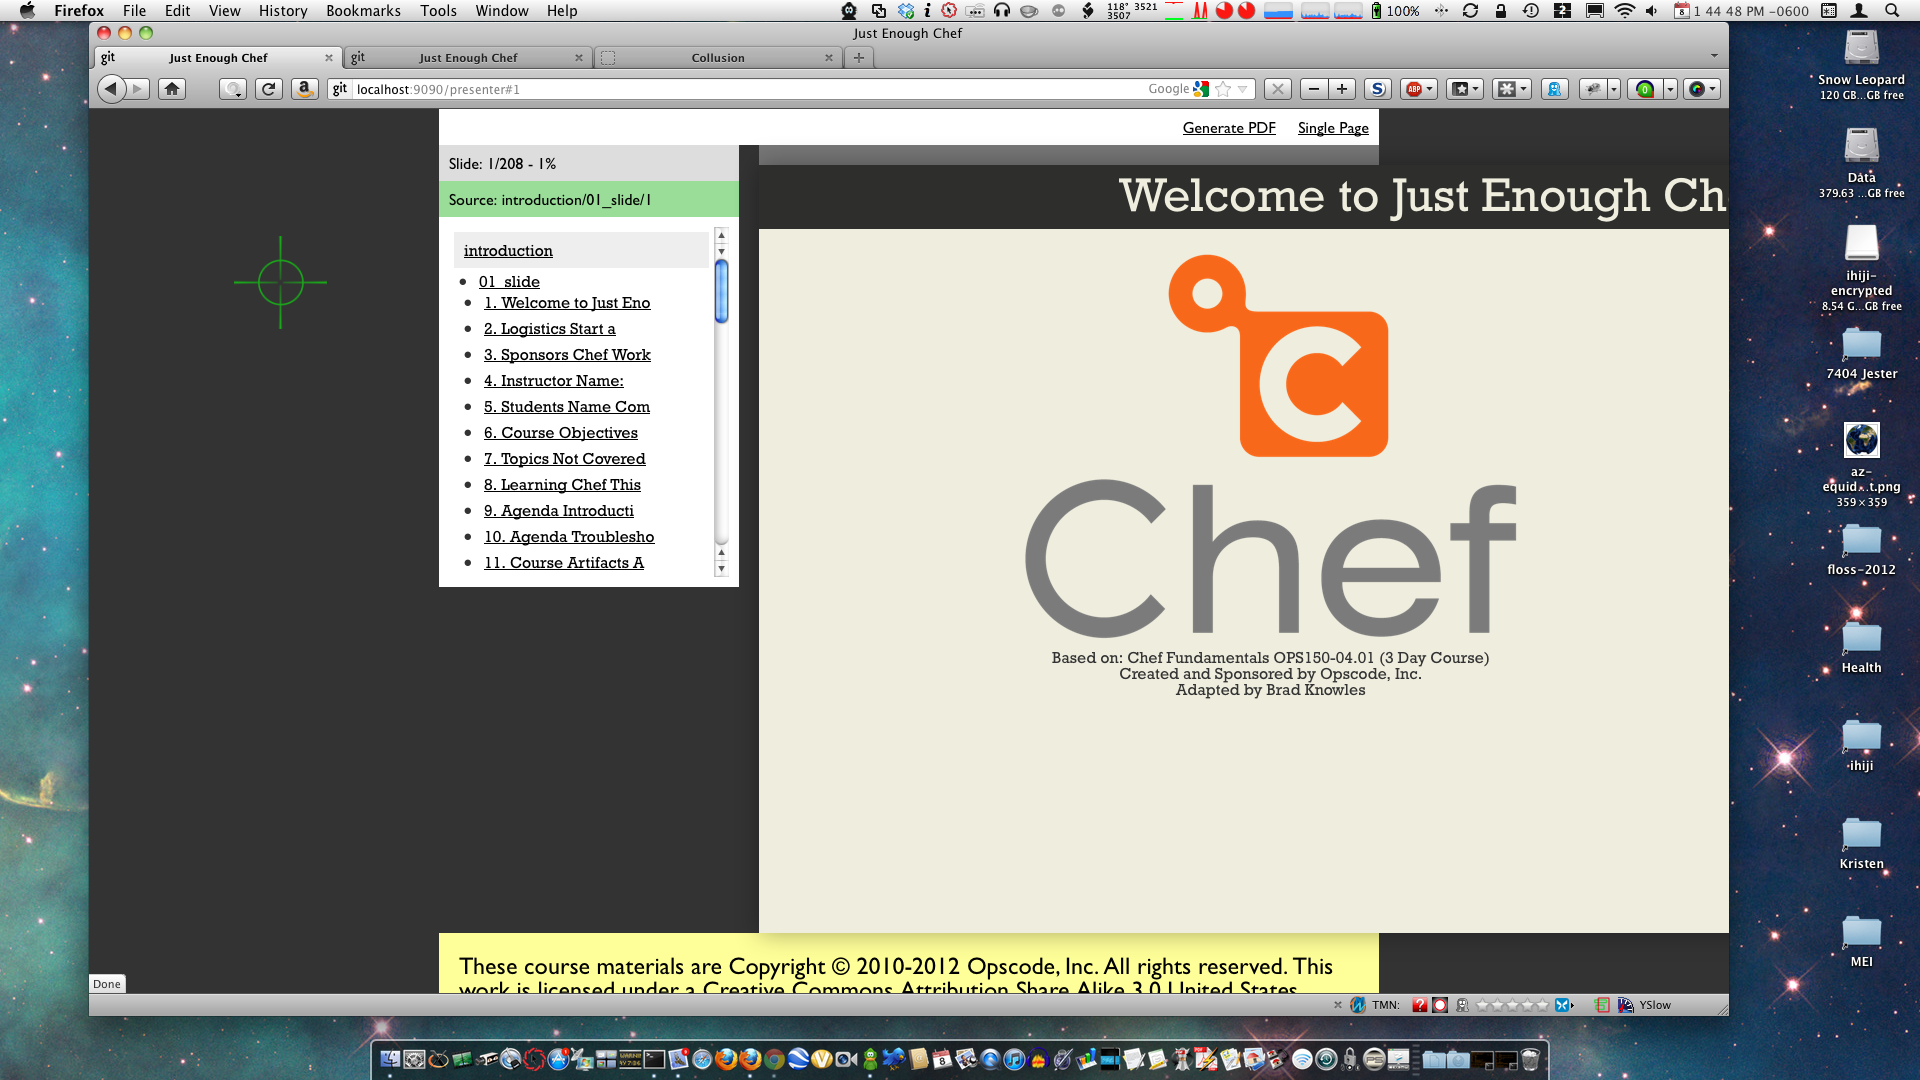 Firefox File Edit View History Bookmarks Tools Window Help
118° 3521
3507
100%
8 1 44 48 PM -0600
Just Enough Chef
git Just Enough Chef
git Just Enough Chef
Collusion
git localhost:9090/presenter#1
Google
S
ABP
0
Generate PDF Single Page
Slide: 1/208 - 1%
Source: introduction/01_slide/1
introduction
01_slide
1. Welcome to Just Eno
2. Logistics Start a
3. Sponsors Chef Work
4. Instructor Name:
5. Students Name Com
6. Course Objectives
7. Topics Not Covered
8. Learning Chef This
9. Agenda Introducti
10. Agenda Troublesho
11. Course Artifacts A
Welcome to Just Enough Ch
C
Chef
Based on: Chef Fundamentals OPS150-04.01 (3 Day Course)
Created and Sponsored by Opscode, Inc.
Adapted by Brad Knowles
These course materials are Copyright © 2010-2012 Opscode, Inc. All rights reserved. This
work is licensed under a Creative Commons Attribution Share Alike 3.0 United States
Done
TMN:
YSlow
Snow Leopard
120 GB...GB free
Data
379.63 ...GB free
ihiji-
encrypted
8.54 G...GB free
7404 Jester
az-
equid...t.png
359×359
floss-2012
Health
ihiji
Kristen
MEI